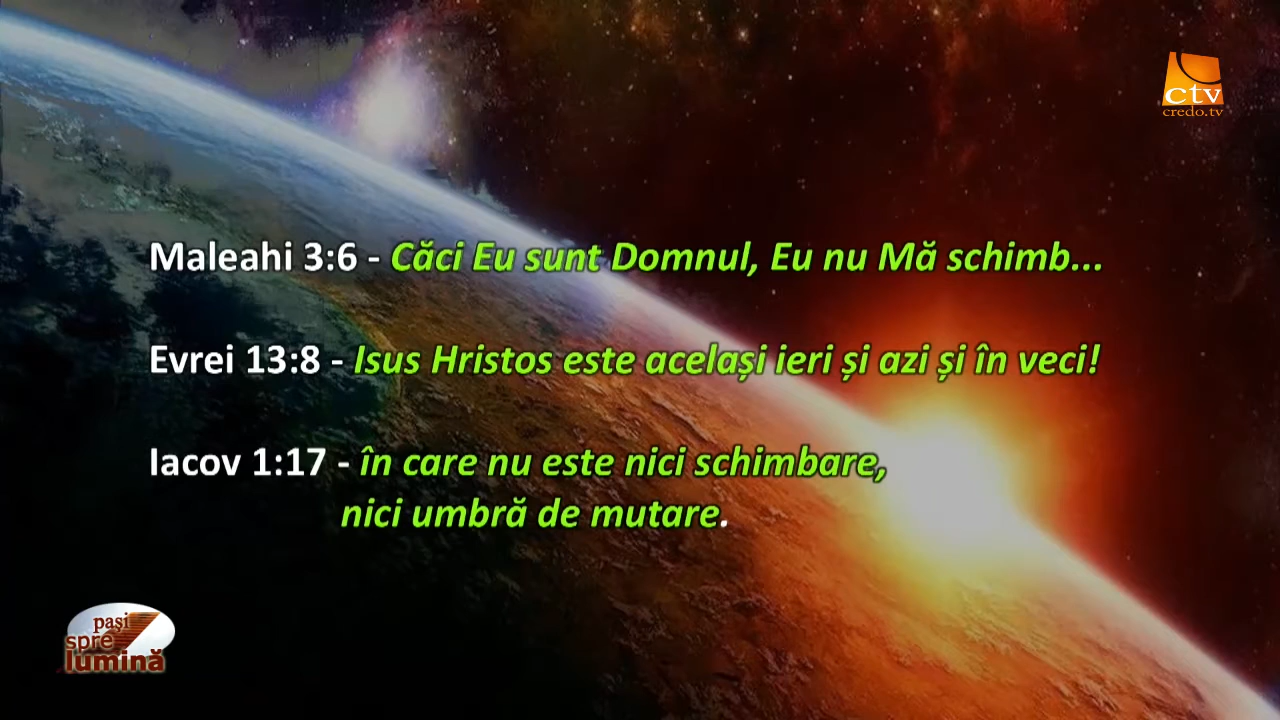 ctv
credo.tv
Maleahi 3:6 - Căci Eu sunt Domnul, Eu nu Mă schimb...
Evrei 13:8 - Isus Hristos este același ieri și azi și în veci!
Iacov 1:17 - în care nu este nici schimbare,
nici umbră de mutare.
pași
spre
lumină